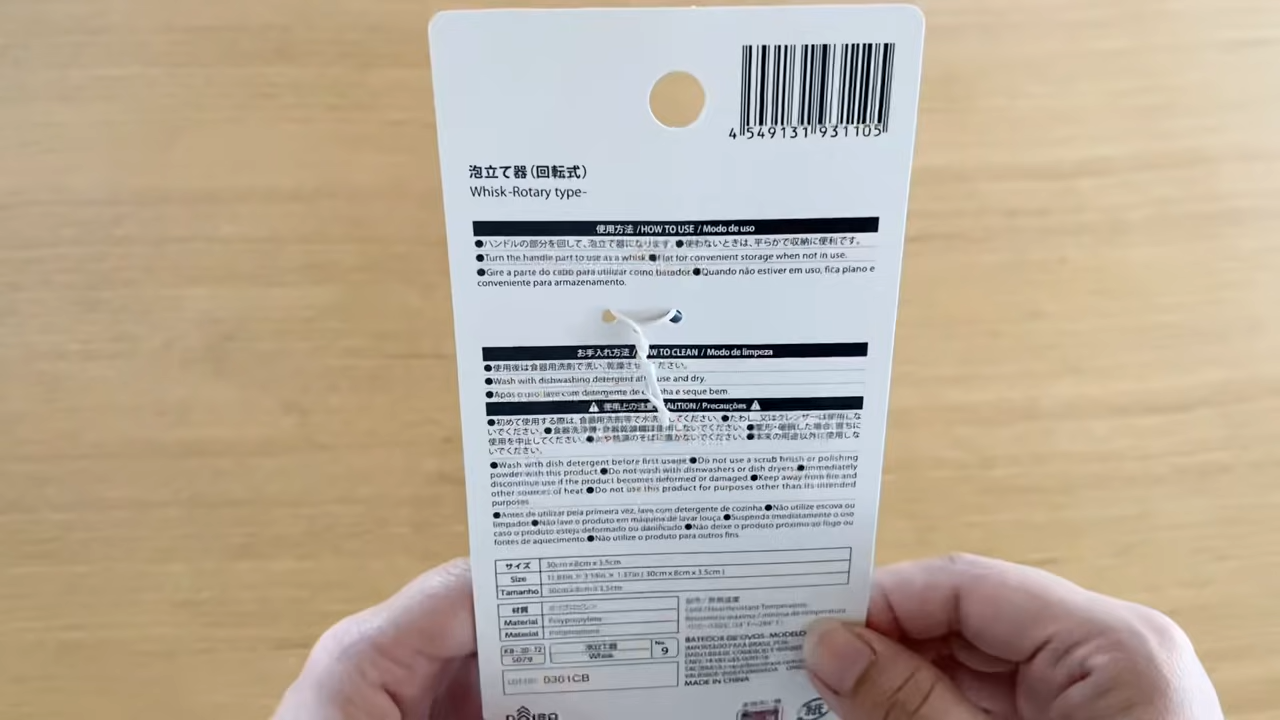 4 549131 931105
泡立て器(回転式)
Whisk-Rotary type-
使用方法 /HOW TO USE / Modo de uso
●ハンドルの部分を回して、泡立て器になります。●使わないときは、平らかで収納に便利です。
●Turn the handle part to use as a whisk.●Flat for convenient storage when not in use.
●Gire a parte do cabo para utilizar como batador.●Quando não estiver em uso, fica plano e
conveniente para armazenamento.
お手入れ方法 / TO CLEAN / Modo de limpeza
●使用後は食器用洗剤で洗い、乾燥させ ください。
●Wash with dishwashing detergent after use and dry.
●Após o uso, lave com detergente de cozinha e seque bem.
使用上の注意 CAUTION / Precauções
●初めて使用する際は、食器用洗剤等で水洗 してください。●たわし、又はクレンザーは使用しな
いでください。●食器洗浄機・食器乾燥機は使用しないでください。●変形・破損した場合、直ちに
使用を中止してください。●火や熱源のそばに置かないでください。●本来の用途以外に使用しな
いでください。
●Wash with dish detergent before first usage.●Do not use a scrub brush or polishing
powder with this product.●Do not wash with dishwashers or dish dryers.●Immediately
discontinue use if the product becomes deformed or damaged.●Keep away from fire and
other sources of heat.●Do not use this product for purposes other than its intended
purposes.
●Antes de utilizar pela primeira vez, lave com detergente de cozinha.●Não utilize escova ou
limpador.●Não lave o produto em máquina de lavar louça.●Suspenda imediatamente o uso
caso o produto esteja deformado ou danificado.●Não deixe o produto próximo ao fogo ou
fontes de aquecimento.●Não utilize o produto para outros fins.
サイズ 30cm×8cm×3.5cm
Size (30cm×8cm×3.5cm)
Tamanho 30cm×8cm×3.5cm
材質
Material Polypropylene
Material
泡立て器 No.
5079 Whisk 9
0301CB
BATEDOR DE OVOS
MADE IN CHINA
DAISO
紙